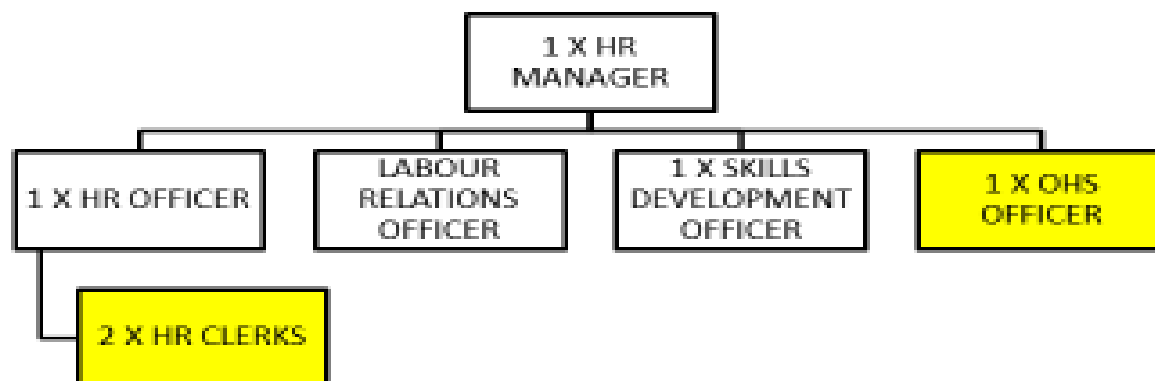 1 X HR
MANAGER
1 X HR OFFICER
LABOUR
RELATIONS
OFFICER
1 X SKILLS
DEVELOPMENT
OFFICER
1 X OHS
OFFICER
2 X HR CLERKS